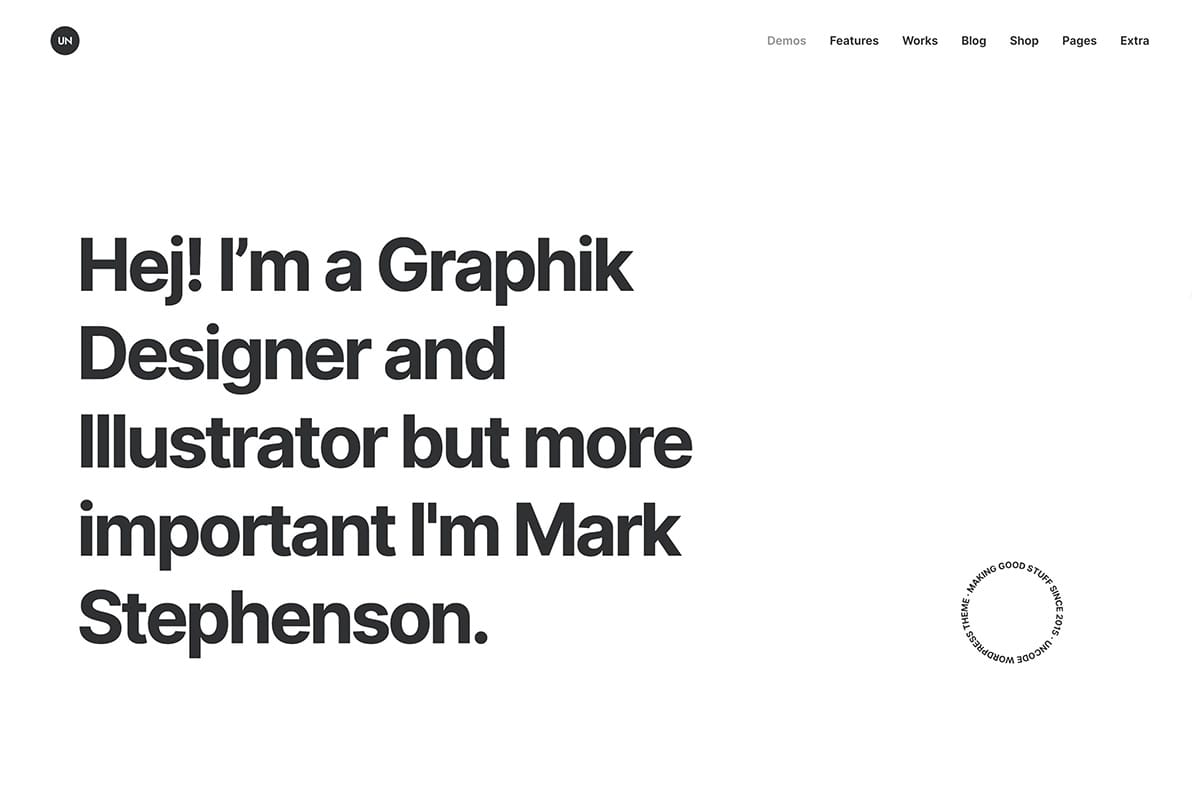 UN
Demos Features Works Blog Shop Pages Extra
Hej! I’m a Graphik
Designer and
Illustrator but more
important I'm Mark
Stephenson.
MAKING GOOD STUFF SINCE 2015 · UNCODE WORDPRESS THEME ·